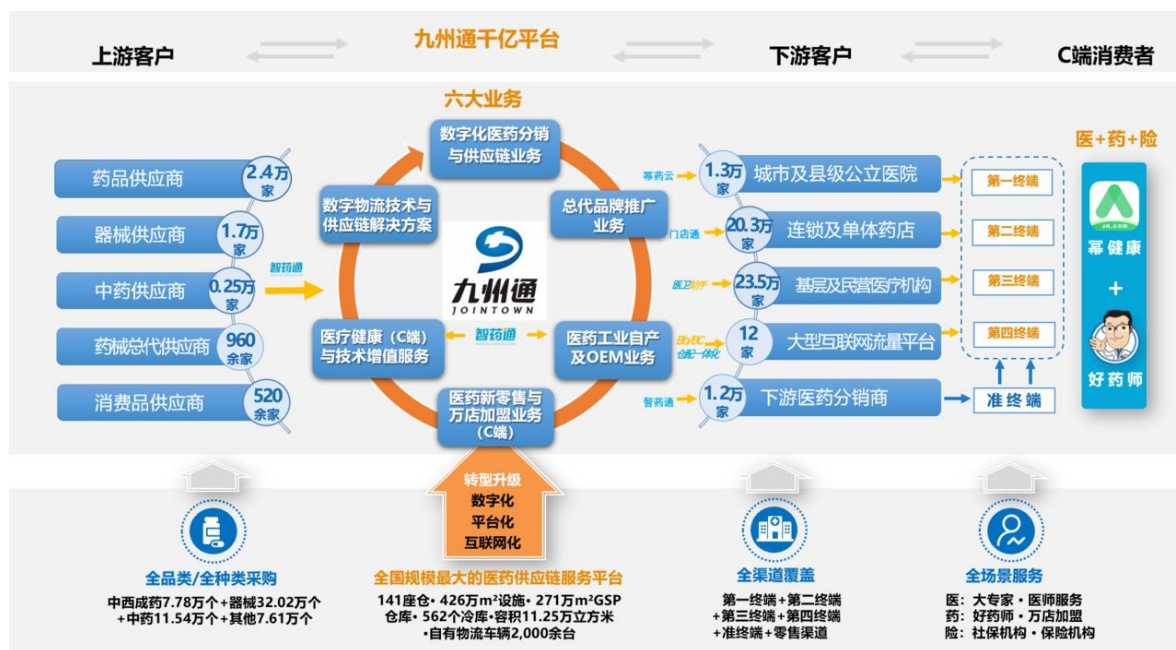 上游客户
九州通千亿平台
下游客户
C端消费者
六大业务
药品供应商
2.4万
家
器械供应商
1.7万
家
中药供应商
0.25万
家
药械总代供应商
960
余家
消费品供应商
520
余家
智药通
数字化医药分销
与供应链业务
总代品牌推广
业务
医药工业自产
及OEM业务
医药新零售与
万店加盟业务
(C端)
医疗健康(C端)
与技术增值服务
数字物流技术与
供应链解决方案
九州通
JOINTOWN
智药通
转型升级
数字化
平台化
互联网化
幂药云
1.3万
家
城市及县级公立医院
门店通
20.3万
家
连锁及单体药店
医卫助手
23.5万
家
基层及民营医疗机构
仓配一体化
12
家
大型互联网流量平台
智药通
1.2万
家
下游医药分销商
第一终端
第二终端
第三终端
第四终端
准终端
医+药+险
JK.COM
幂健康
+
好药师
全品类/全种类采购
中西成药7.78万个+器械32.02万个
+中药11.54万个+其他7.61万个
全国规模最大的医药供应链服务平台
141座仓·426万m²设施·271万m²GSP
仓库·562个冷库·容积11.25万立方米
·自有物流车辆2,000余台
全渠道覆盖
第一终端+第二终端
+第三终端+第四终端
+准终端+零售渠道
全场景服务
医:大专家·医师服务
药:好药师·万店加盟
险:社保机构·保险机构